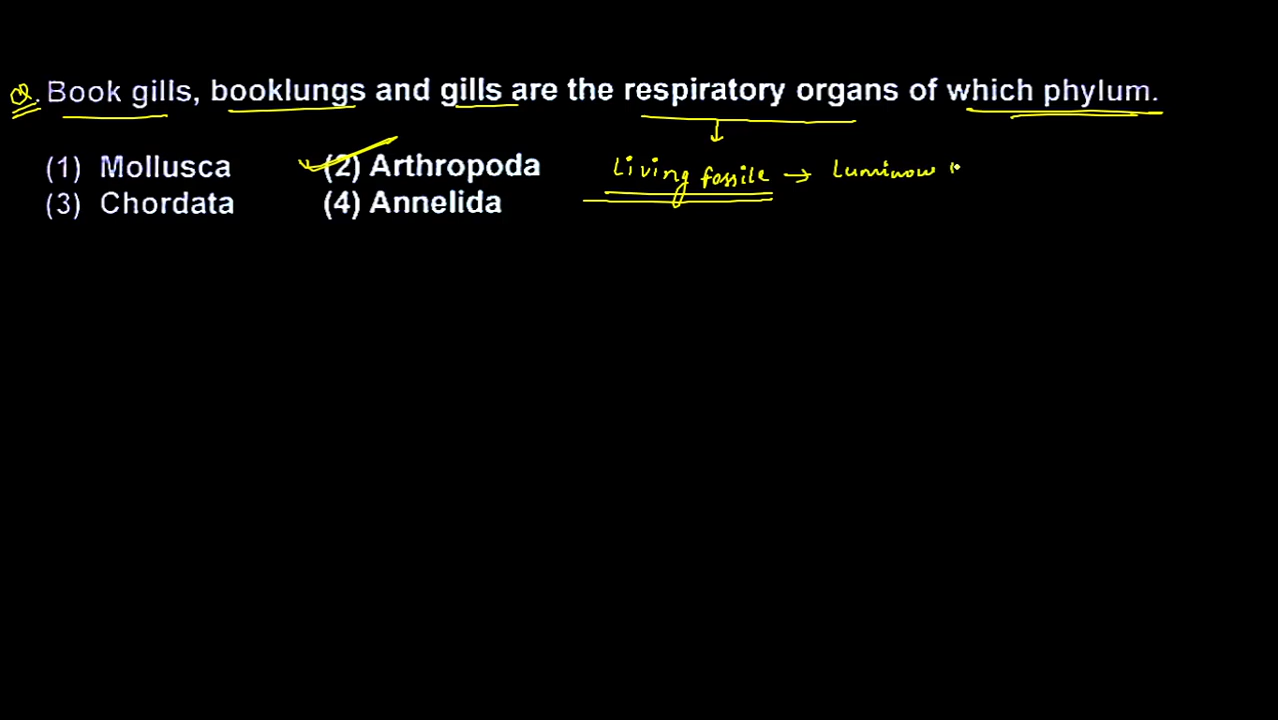 Q. Book gills, booklungs and gills are the respiratory organs of which phylum.
(1) Mollusca (2) Arthropoda Living fossile → Luminow
(3) Chordata (4) Annelida